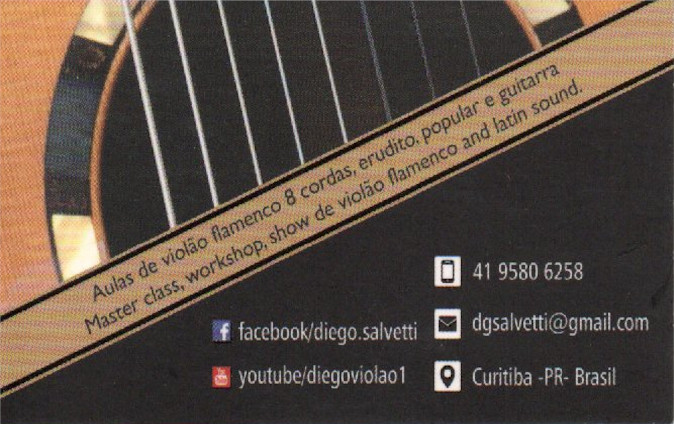 Aulas de violão flamenco 8 cordas, erudito. popular e guitarra
Master class, workshop, show de violão flamenco and latin sound.
41 9580 6258
facebook/diego.salvetti
dgsalvetti@gmail.com
youtube/diegoviolao1
Curitiba -PR- Brasil